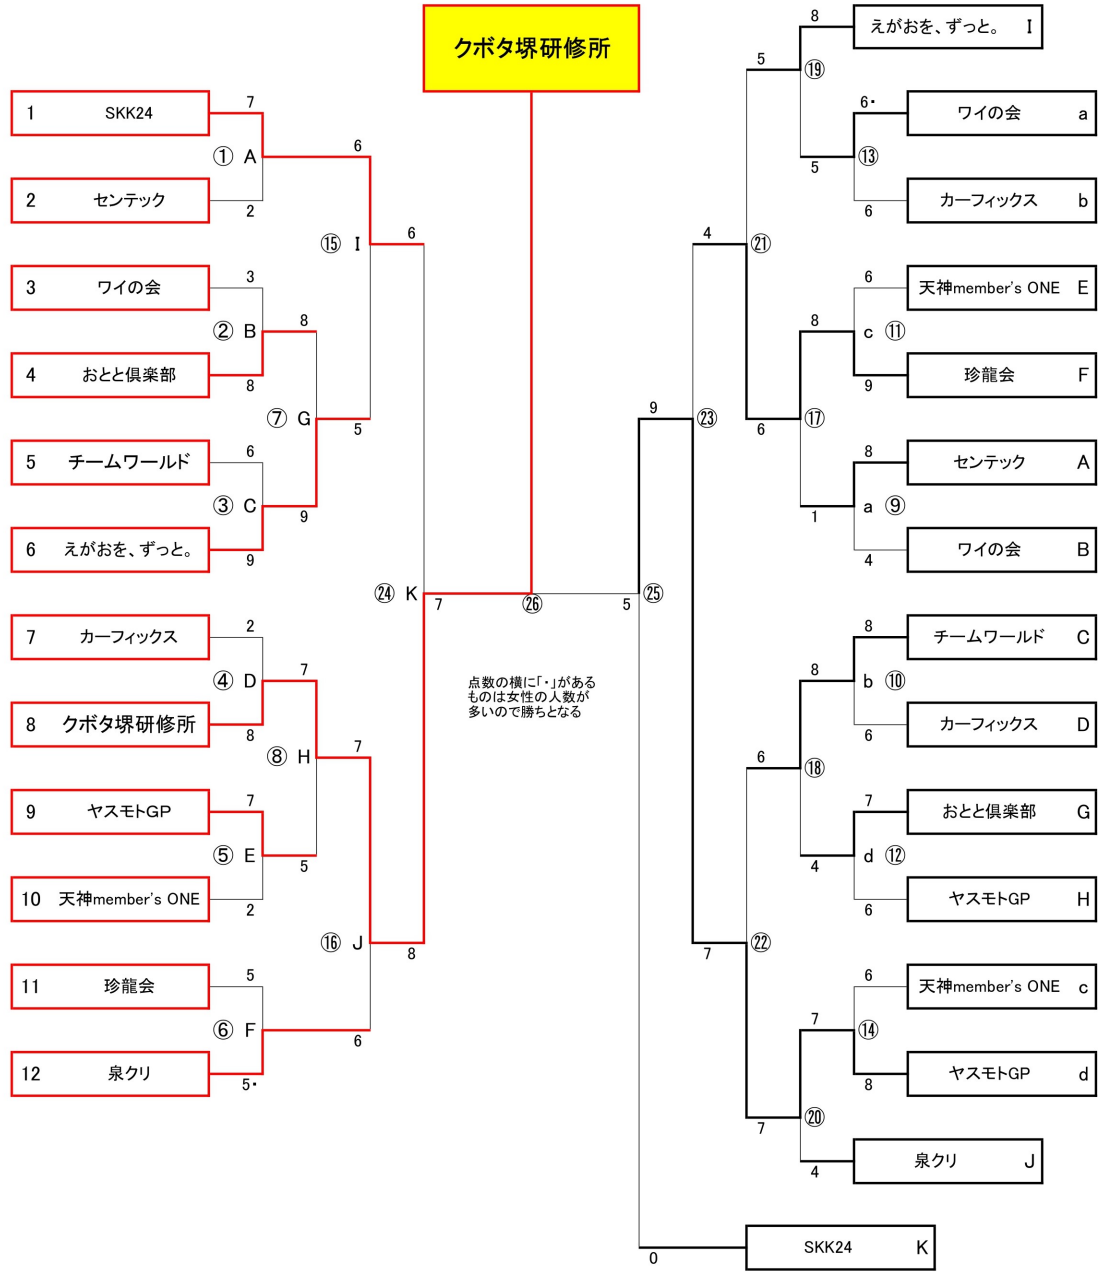 クボタ堺研修所
1 SKK24
2 センテック
3 ワイの会
4 おとと倶楽部
5 チームワールド
6 えがおを、ずっと。
7 カーフィックス
8 クボタ堺研修所
9 ヤスモトGP
10 天神member's ONE
11 珍龍会
12 泉クリ
7
① A
2
3
② B
8
6
③ C
9
2
④ D
8
7
⑤ E
2
5
⑥ F
5・
8
⑦ G
9
7
⑧ H
5
6
⑮ I
5
7
⑯ J
6
6
㉔ K
8
7
㉖
5
点数の横に「・」がある
ものは女性の人数が
多いので勝ちとなる
9
㉕
0
4
㉓
7
5
㉑
6
6
㉒
7
8
⑲
5
8
⑰
1
8
⑱
4
7
⑳
4
6・
⑬
6
6
c ⑪
9
8
a ⑨
4
8
b ⑩
6
7
d ⑫
6
6
⑭
8
えがおを、ずっと。 I
ワイの会 a
カーフィックス b
天神member's ONE E
珍龍会 F
センテック A
ワイの会 B
チームワールド C
カーフィックス D
おとと倶楽部 G
ヤスモトGP H
天神member's ONE c
ヤスモトGP d
泉クリ J
SKK24 K